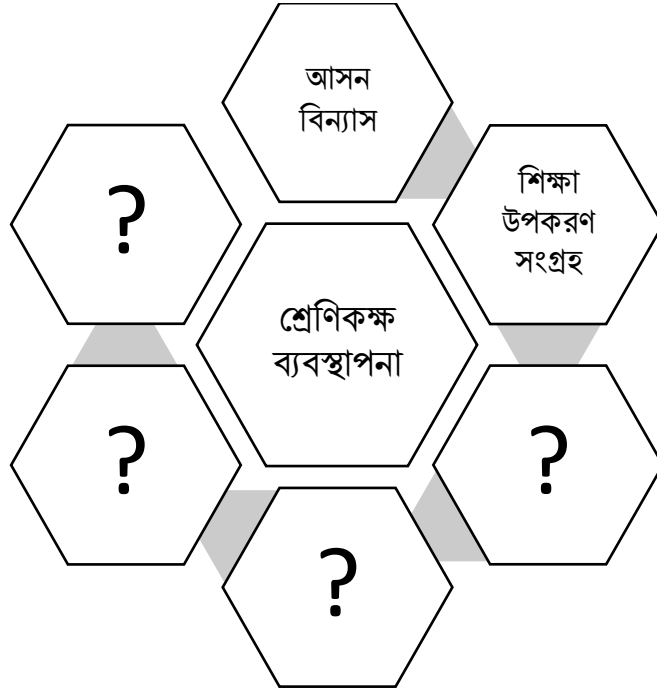 আসন
বিন্যাস
শিক্ষা
উপকরণ
সংগ্রহ
?
শ্রেণিকক্ষ
ব্যবস্থাপনা
?
?
?